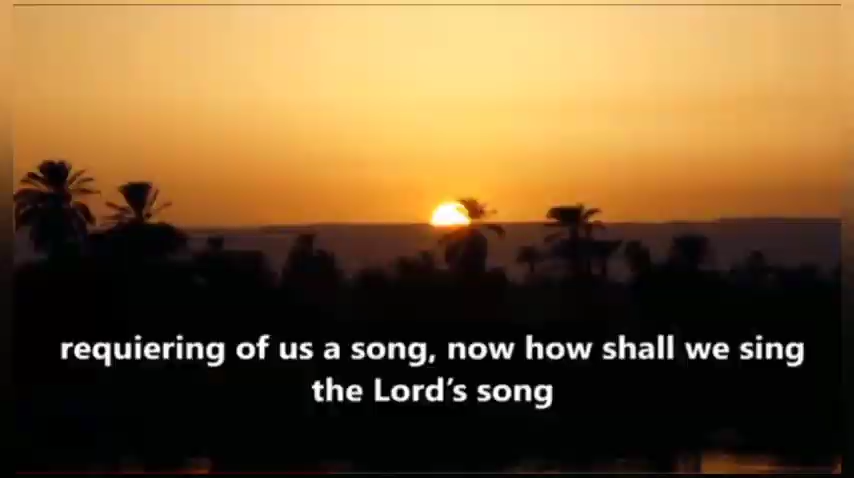 requiering of us a song, now how shall we sing
the Lord’s song